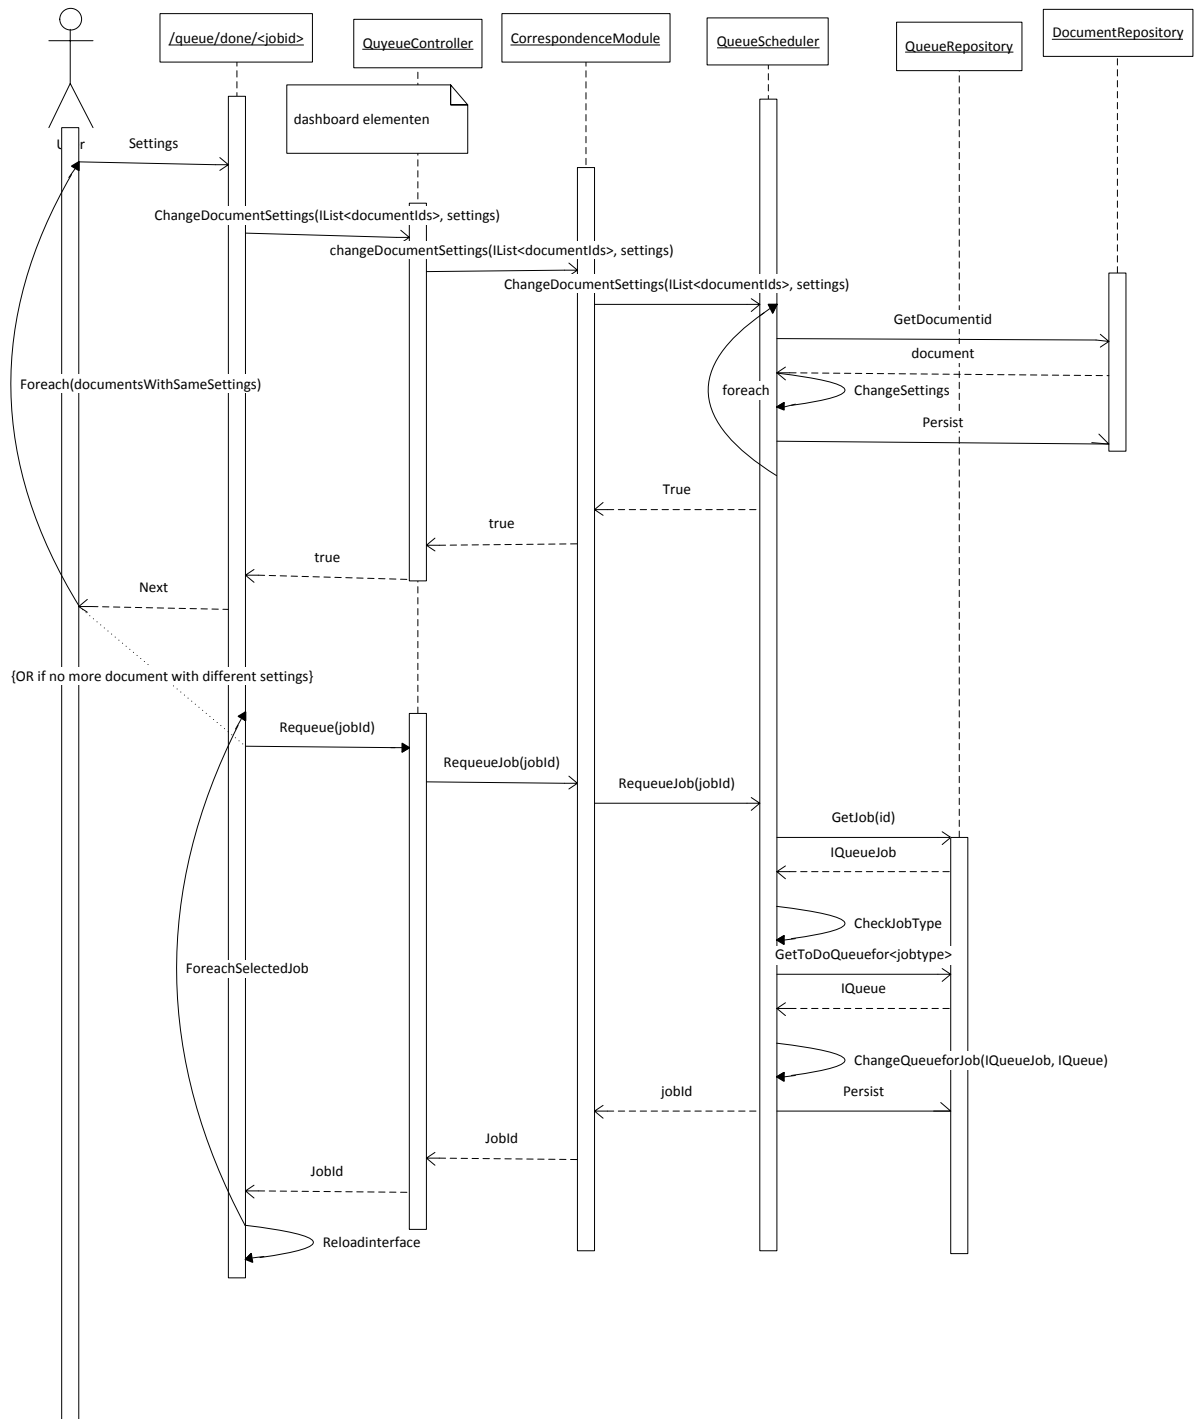 /queue/done/<jobid>
QuyeueController
CorrespondenceModule
QueueScheduler
QueueRepository
DocumentRepository
dashboard elementen
Settings
ChangeDocumentSettings(IList<documentIds>, settings)
changeDocumentSettings(IList<documentIds>, settings)
ChangeDocumentSettings(IList<documentIds>, settings)
GetDocumentid
document
Foreach(documentsWithSameSettings)
foreach
ChangeSettings
Persist
True
true
true
Next
{OR if no more document with different settings}
Requeue(jobId)
RequeueJob(jobId)
RequeueJob(jobId)
GetJob(id)
IQueueJob
CheckJobType
GetToDoQueuefor<jobtype>
ForeachSelectedJob
IQueue
ChangeQueueforJob(IQueueJob, IQueue)
jobId
Persist
JobId
JobId
Reloadinterface